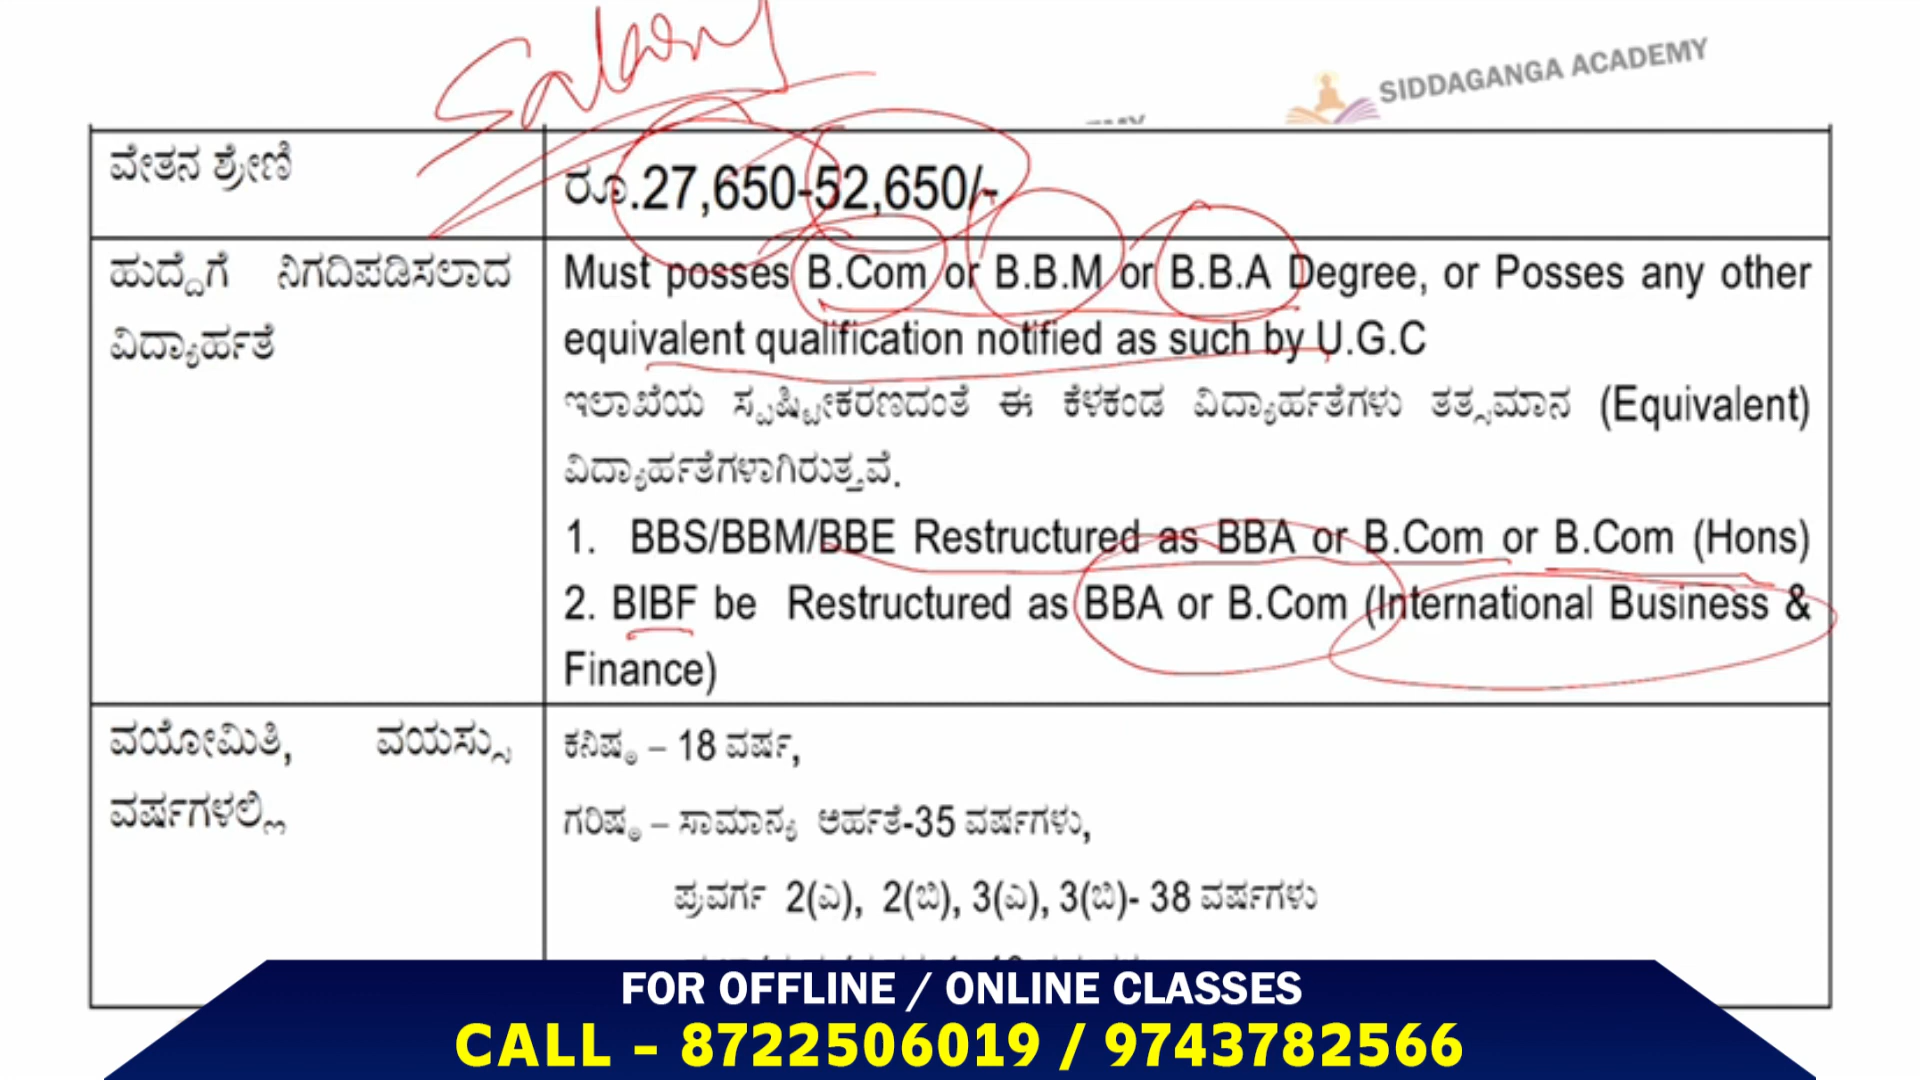 Salary
SIDDAGANGA ACADEMY
ವೇತನ ಶ್ರೇಣಿ
ರೂ.27,650-52,650/-
ಹುದ್ದೆಗೆ ನಿಗದಿಪಡಿಸಲಾದ
ವಿದ್ಯಾರ್ಹತೆ
Must posses B.Com or B.B.M or B.B.A Degree, or Posses any other
equivalent qualification notified as such by U.G.C
ಇಲಾಖೆಯ ಸ್ಪಷ್ಟೀಕರಣದಂತೆ ಈ ಕೆಳಕಂಡ ವಿದ್ಯಾರ್ಹತೆಗಳು ತತ್ಸಮಾನ (Equivalent)
ವಿದ್ಯಾರ್ಹತೆಗಳಾಗಿರುತ್ತವೆ.
1. BBS/BBM/BBE Restructured as BBA or B.Com or B.Com (Hons)
2. BIBF be Restructured as BBA or B.Com (International Business &
Finance)
ವಯೋಮಿತಿ, ವಯಸ್ಸು
ವರ್ಷಗಳಲ್ಲಿ
ಕನಿಷ್ಠ – 18 ವರ್ಷ,
ಗರಿಷ್ಠ – ಸಾಮಾನ್ಯ ಅರ್ಹತೆ-35 ವರ್ಷಗಳು,
ಪ್ರವರ್ಗ 2(ಎ), 2(ಬಿ), 3(ಎ), 3(ಬಿ)- 38 ವರ್ಷಗಳು
FOR OFFLINE / ONLINE CLASSES
CALL – 8722506019 / 9743782566